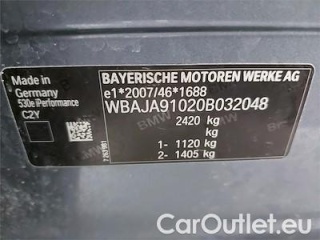 Made in
Germany
530e iPerformance
C2Y
BAYERISCHE MOTOREN WERKE AG
e1*2007/46*1688
WBAJA91020B032048
2420 kg
kg
1- 1120 kg
2- 1405 kg
CarOutlet.eu